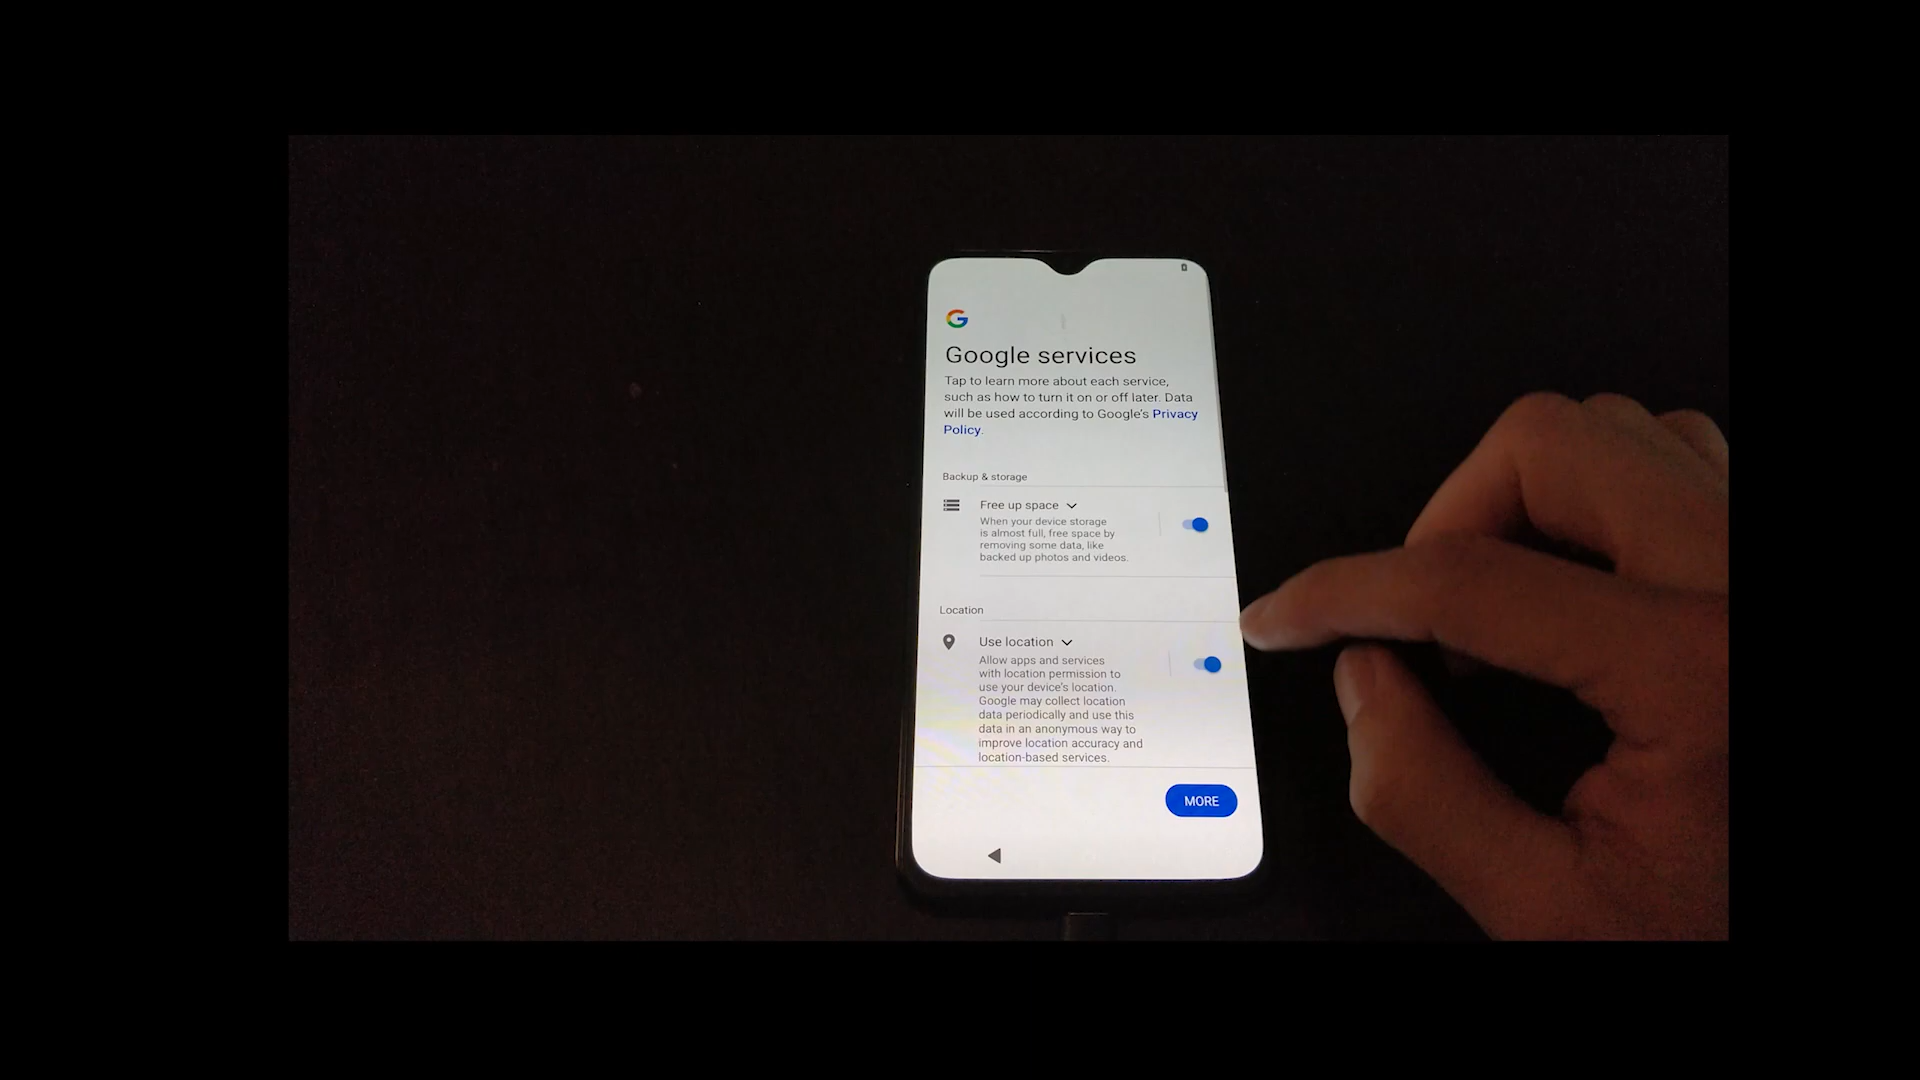 Google services
Tap to learn more about each service,
such as how to turn it on or off later. Data
will be used according to Google's Privacy
Policy.
Backup & storage
Free up space
When your device storage
is almost full, free space by
removing some data, like
backed up photos and videos.
Location
Use location
Allow apps and services
with location permission to
use your device's location.
Google may collect location
data periodically and use this
data in an anonymous way to
improve location accuracy and
location-based services.
MORE